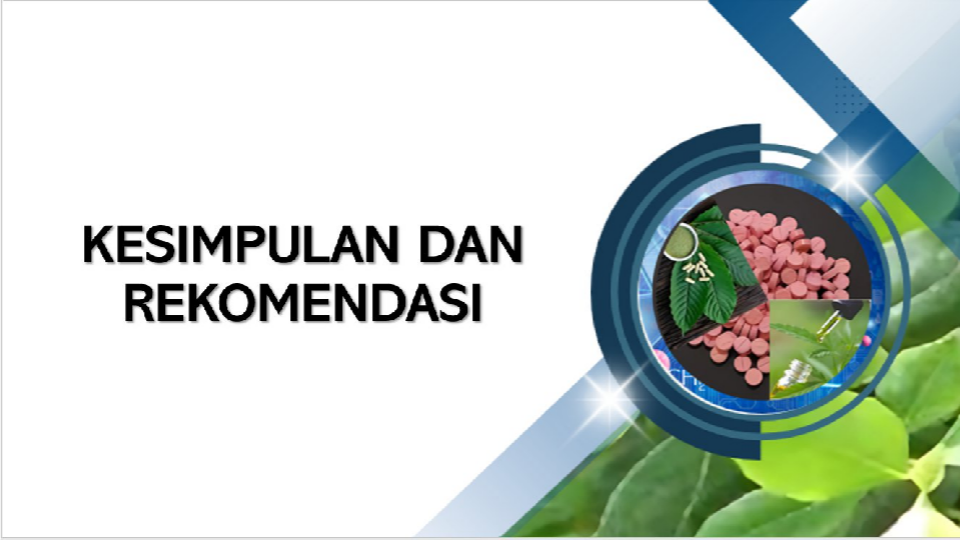 KESIMPULAN DAN
REKOMENDASI